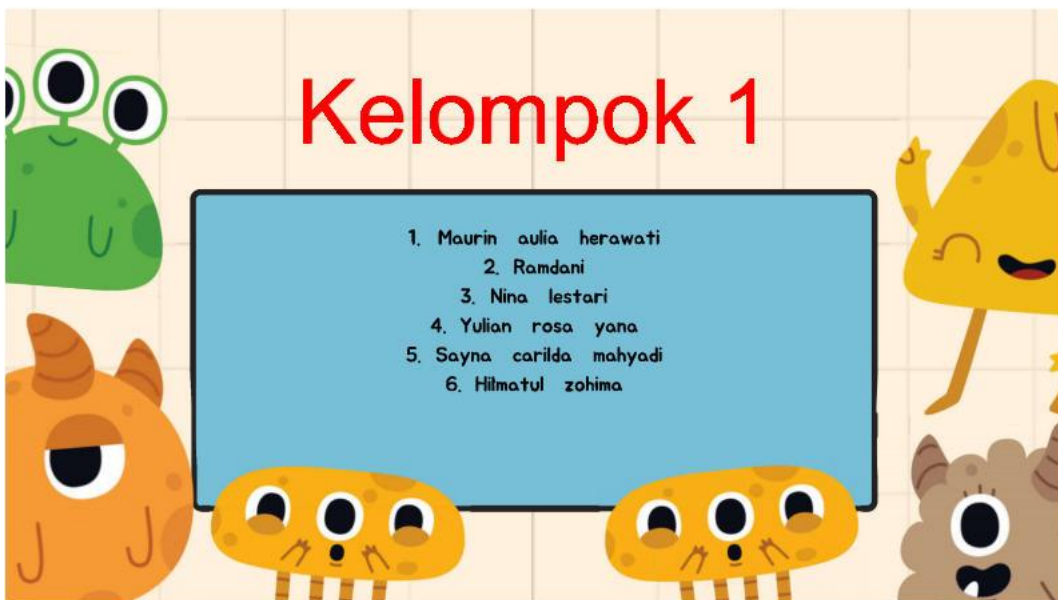 Kelompok 1
1. Maurin aulia herawati
2. Ramdani
3. Nina lestari
4. Yulian rosa yana
5. Sayna carilda mahyadi
6. Hilmatul zohima